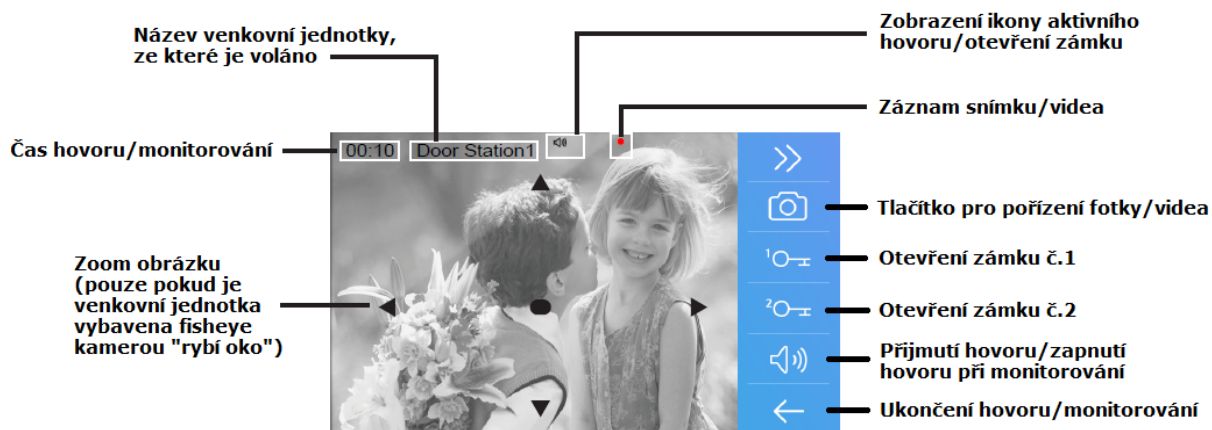 Název venkovní jednotky,
ze které je voláno
Zobrazení ikony aktivního
hovoru/otevření zámku
Záznam snímku/videa
Čas hovoru/monitorování
00:10
Door Station1
Tlačítko pro pořízení fotky/videa
Zoom obrázku
(pouze pokud je
venkovní jednotka
vybavena fisheye
kamerou "rybí oko")
1
Otevření zámku č.1
2
Otevření zámku č.2
Přijmutí hovoru/zapnutí
hovoru při monitorování
Ukončení hovoru/monitorování